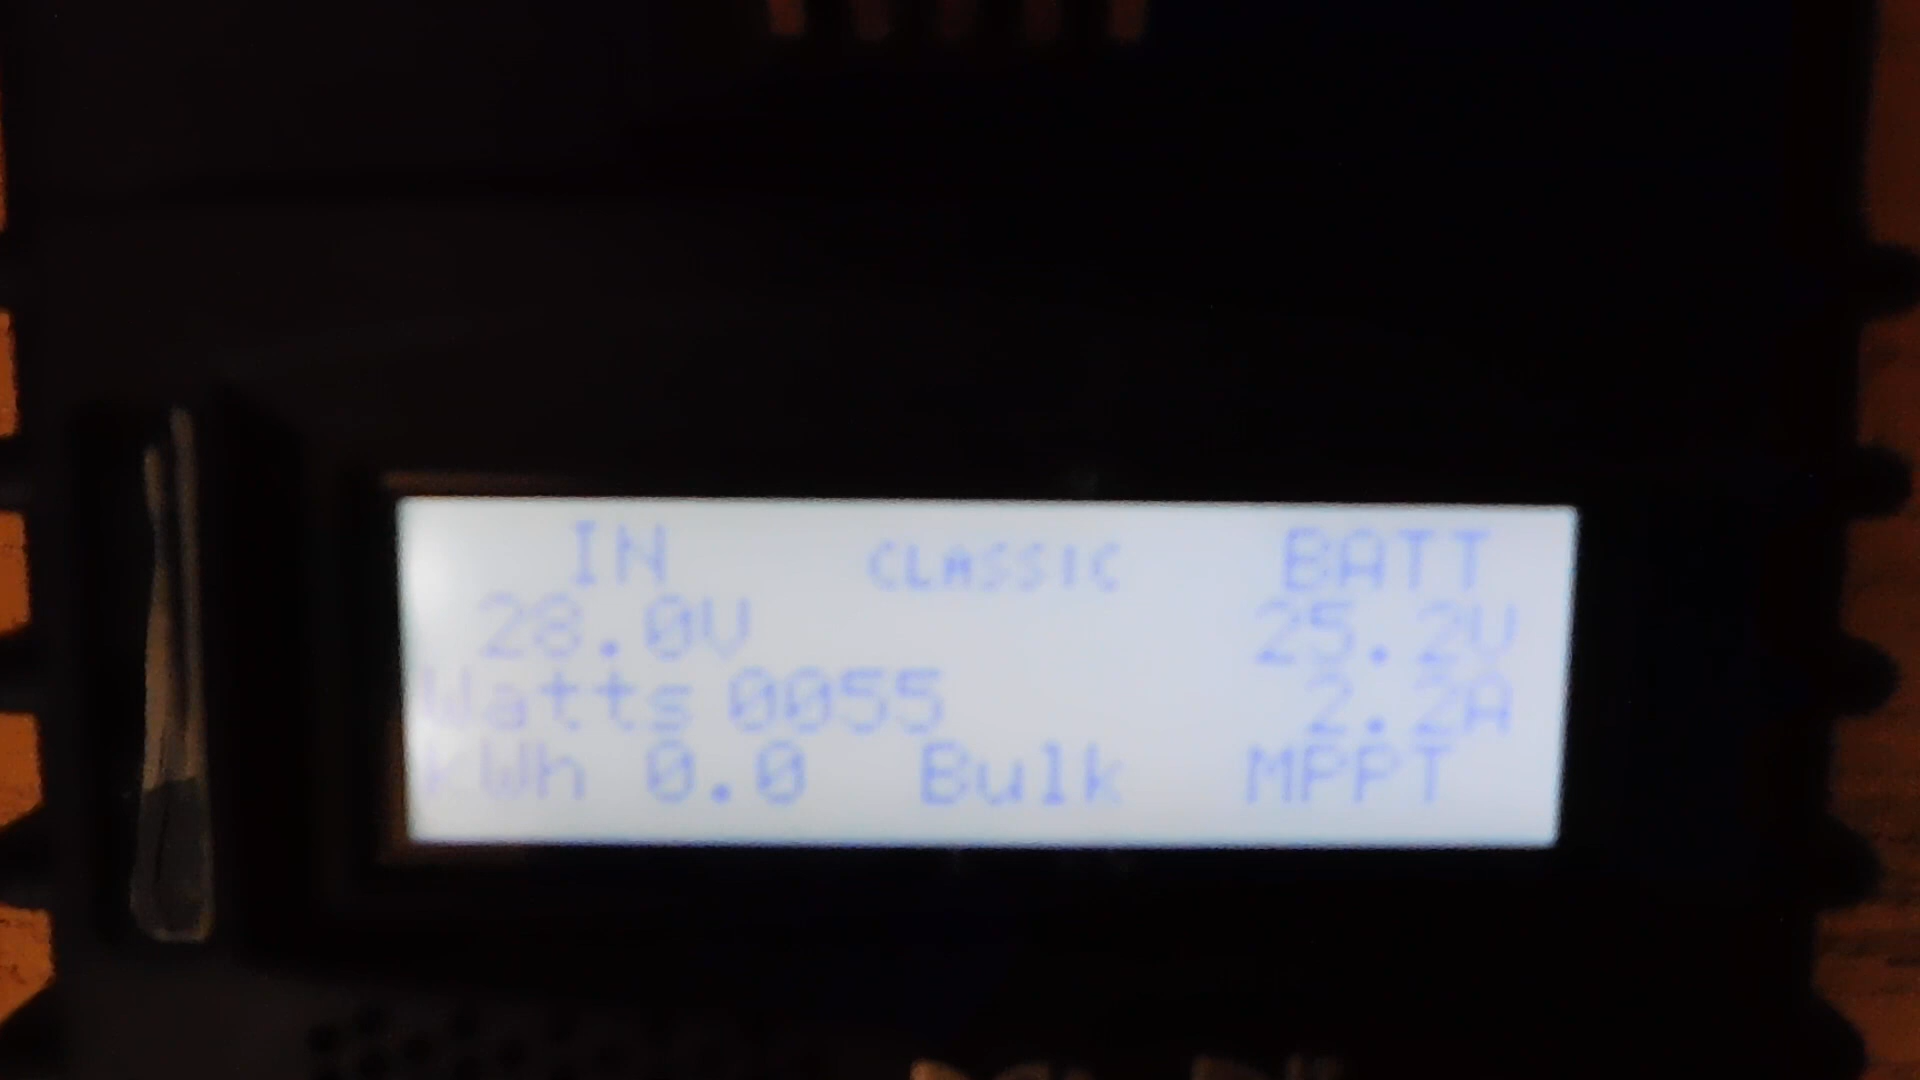 IN CLASSIC BATT
28.0V 25.2V
Watts 0055 2.2A
kWh 0.0 Bulk MPPT